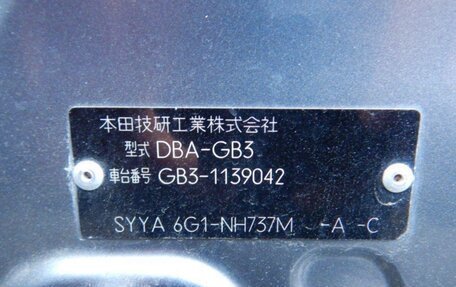 本田技研工業株式会社
型式 DBA-GB3
車台番号 GB3-1139042
SYYA 6G1-NH737M -A -C